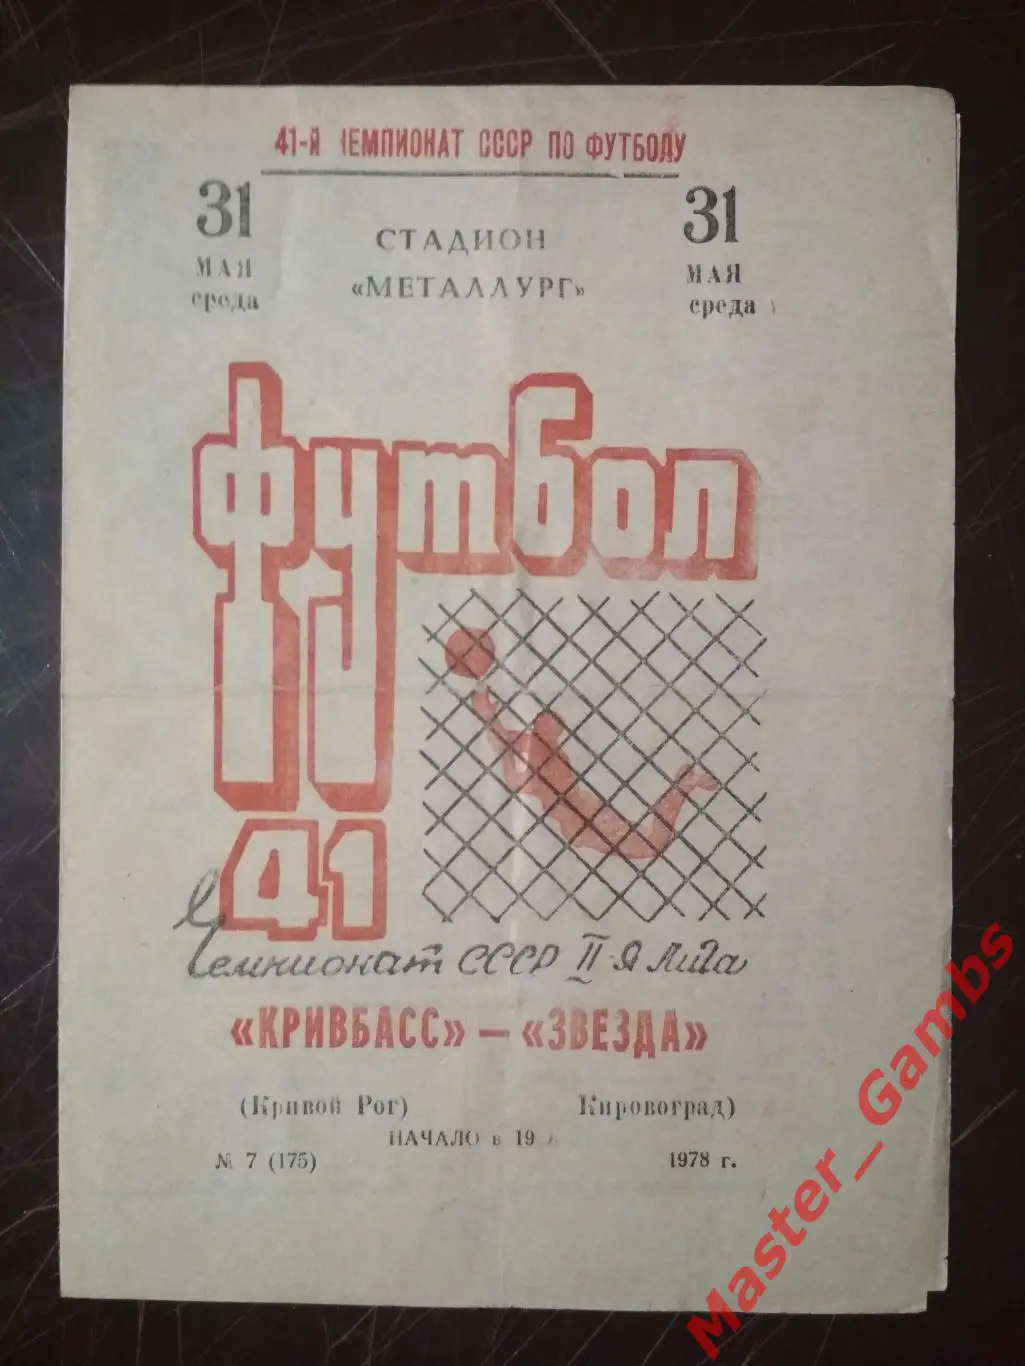 41-й ЧЕМПИОНАТ СССР ПО ФУТБОЛУ
31 МАЯ среда
СТАДИОН
«МЕТАЛЛУРГ»
31 МАЯ среда
футбол
41
Чемпионат СССР II-я лига
«КРИВБАСС» — «ЗВЕЗДА»
(Кривой Рог) Кировоград)
НАЧАЛО в 19
№ 7 (175) 1978 г.
Master_Gambs